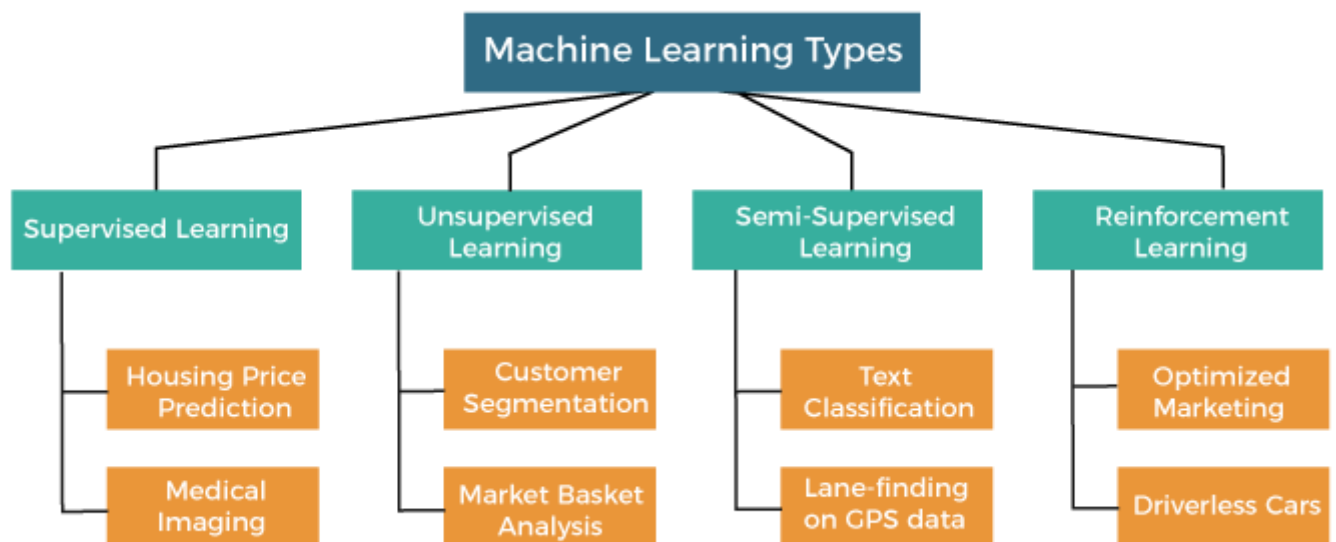 Machine Learning Types
Supervised Learning
Unsupervised
Learning
Semi-Supervised
Learning
Reinforcement
Learning
Housing Price
Prediction
Customer
Segmentation
Text
Classification
Optimized
Marketing
Medical
Imaging
Market Basket
Analysis
Lane-finding
on GPS data
Driverless Cars